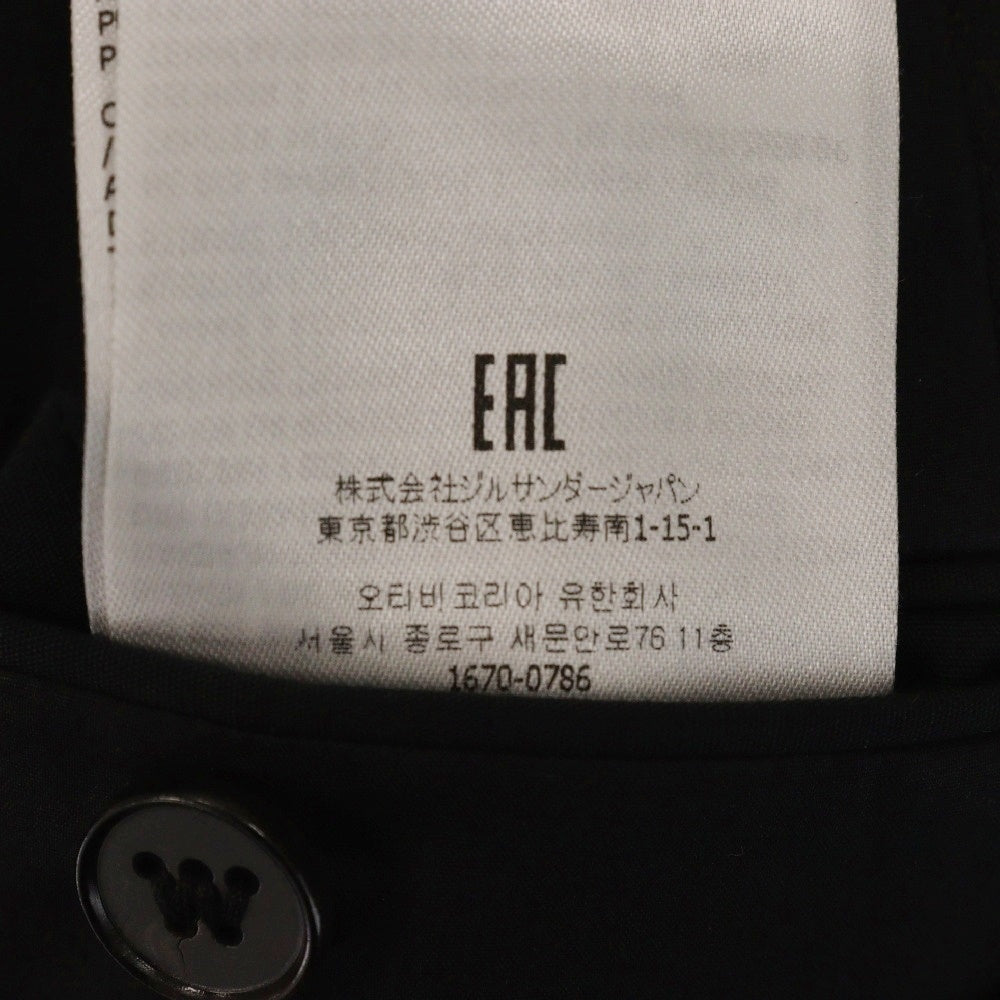 EAC
株式会社ジルサンダージャパン
東京都渋谷区恵比寿南1-15-1
오티비 코리아 유한회사
서울시 종로구 새문안로76 11층
1670-0786